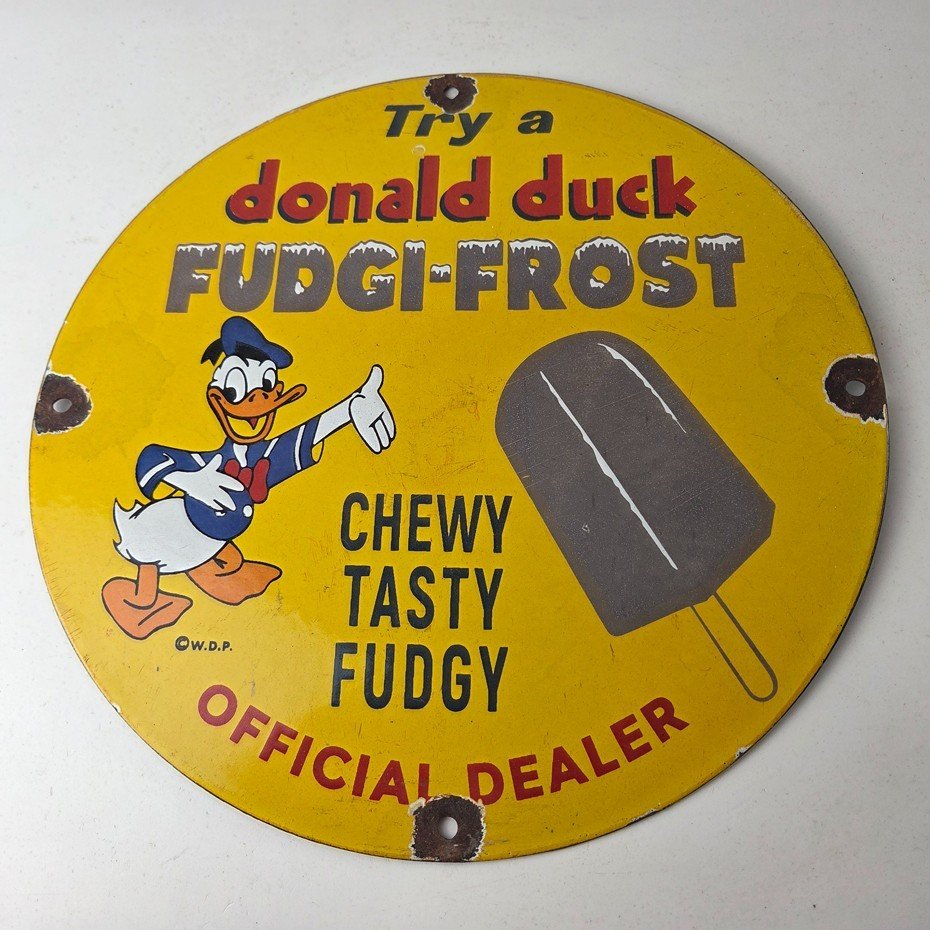 Try a
donald duck
FUDGI-FROST
CHEWY
TASTY
FUDGY
©W.D.P.
OFFICIAL DEALER